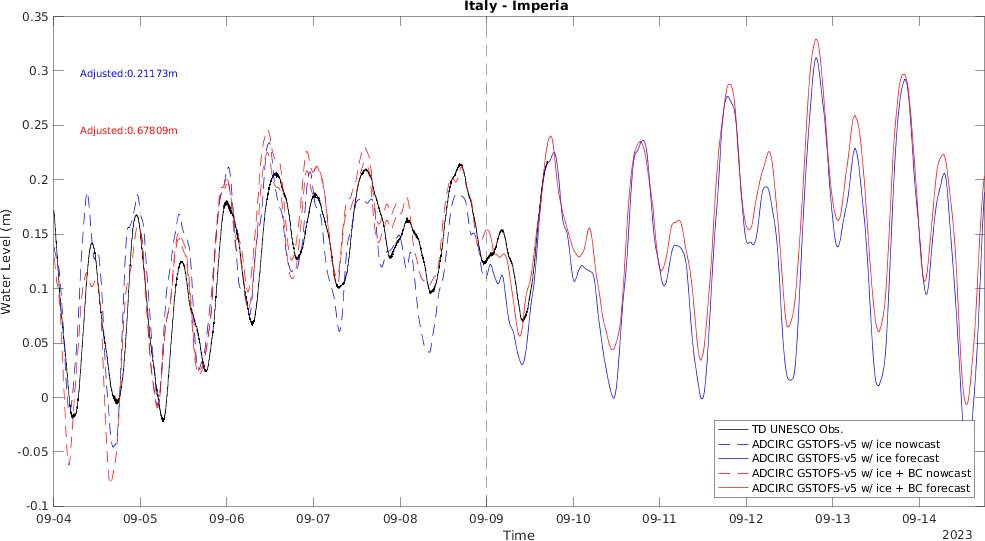 Italy - Imperia
0.35
0.3
0.25
0.2
0.15
0.1
0.05
0
-0.05
-0.1
Water Level (m)
Adjusted:0.21173m
Adjusted:0.67809m
TD UNESCO Obs.
ADCIRC GSTOFS-v5 w/ ice nowcast
ADCIRC GSTOFS-v5 w/ ice forecast
ADCIRC GSTOFS-v5 w/ ice + BC nowcast
ADCIRC GSTOFS-v5 w/ ice + BC forecast
09-04 09-05 09-06 09-07 09-08 09-09 09-10 09-11 09-12 09-13 09-14
Time
2023